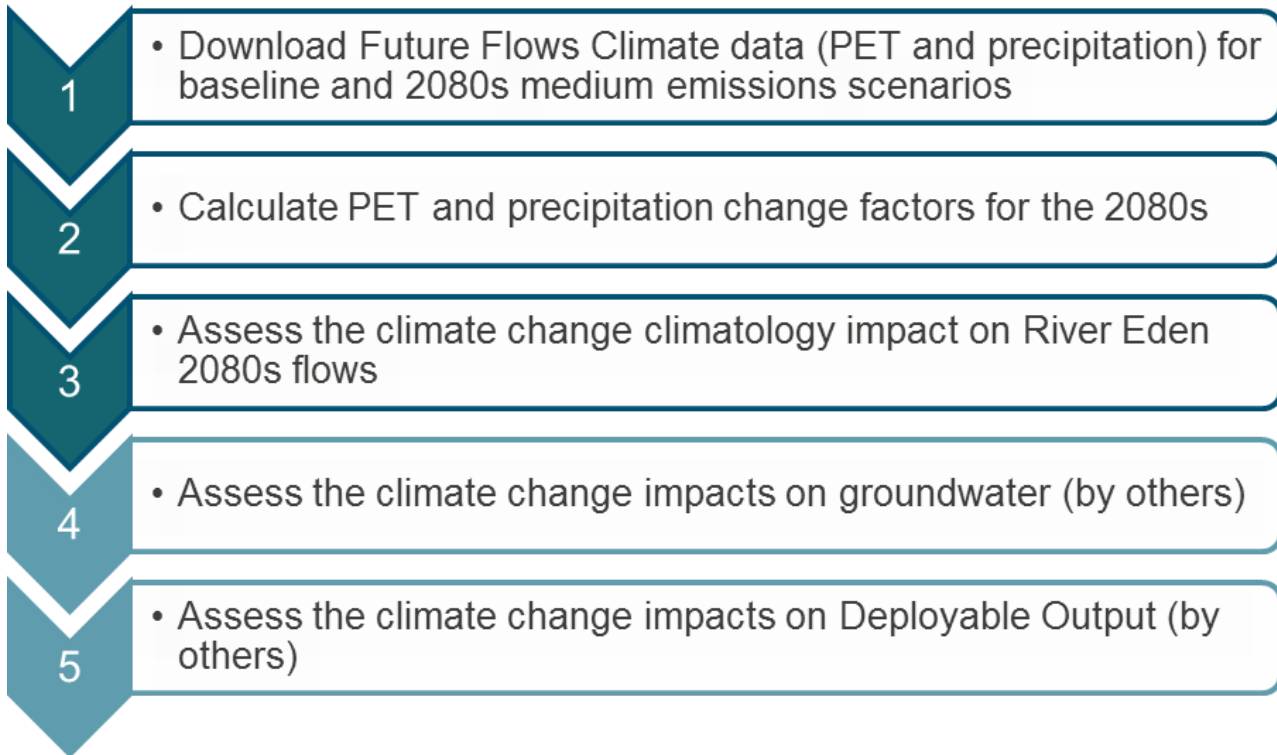 1
• Download Future Flows Climate data (PET and precipitation) for
baseline and 2080s medium emissions scenarios
2
• Calculate PET and precipitation change factors for the 2080s
3
• Assess the climate change climatology impact on River Eden
2080s flows
4
• Assess the climate change impacts on groundwater (by others)
5
• Assess the climate change impacts on Deployable Output (by
others)